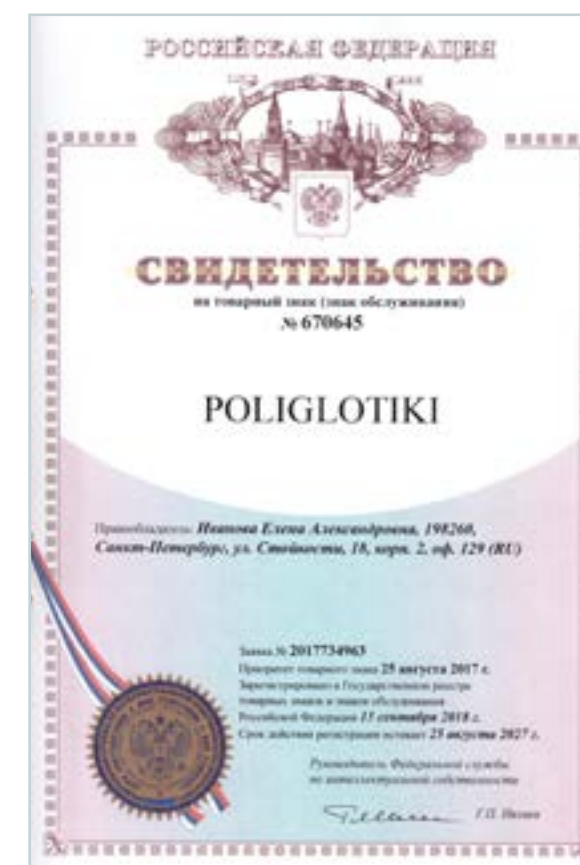 РОССИЙСКАЯ ФЕДЕРАЦИЯ
СВИДЕТЕЛЬСТВО
на товарный знак (знак обслуживания)
№ 670645
POLIGLOTIKI
Правообладатель: Иванова Елена Александровна, 198260,
Санкт-Петербург, ул. Стойкости, 18, корп. 2, оф. 129 (RU)
Заявка № 2017734963
Приоритет товарного знака 25 августа 2017 г.
Зарегистрировано в Государственном реестре
товарных знаков и знаков обслуживания
Российской Федерации 15 сентября 2018 г.
Срок действия регистрации истекает 25 августа 2027 г.
Руководитель Федеральной службы
по интеллектуальной собственности
Г.П. Ивлиев